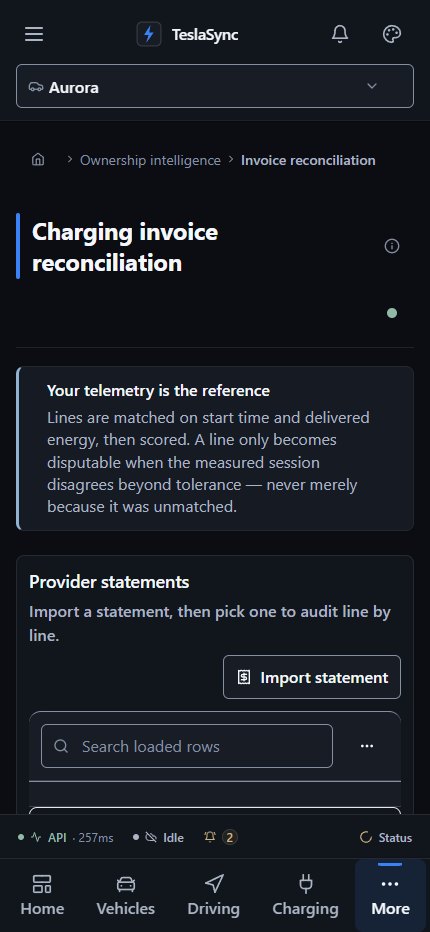 TeslaSync
Aurora
Ownership intelligence
Invoice reconciliation
Charging invoice
reconciliation
Your telemetry is the reference
Lines are matched on start time and delivered
energy, then scored. A line only becomes
disputable when the measured session
disagrees beyond tolerance — never merely
because it was unmatched.
Provider statements
Import a statement, then pick one to audit line by
line.
Import statement
Search loaded rows
API · 257ms
Idle
2
Status
Home
Vehicles
Driving
Charging
More